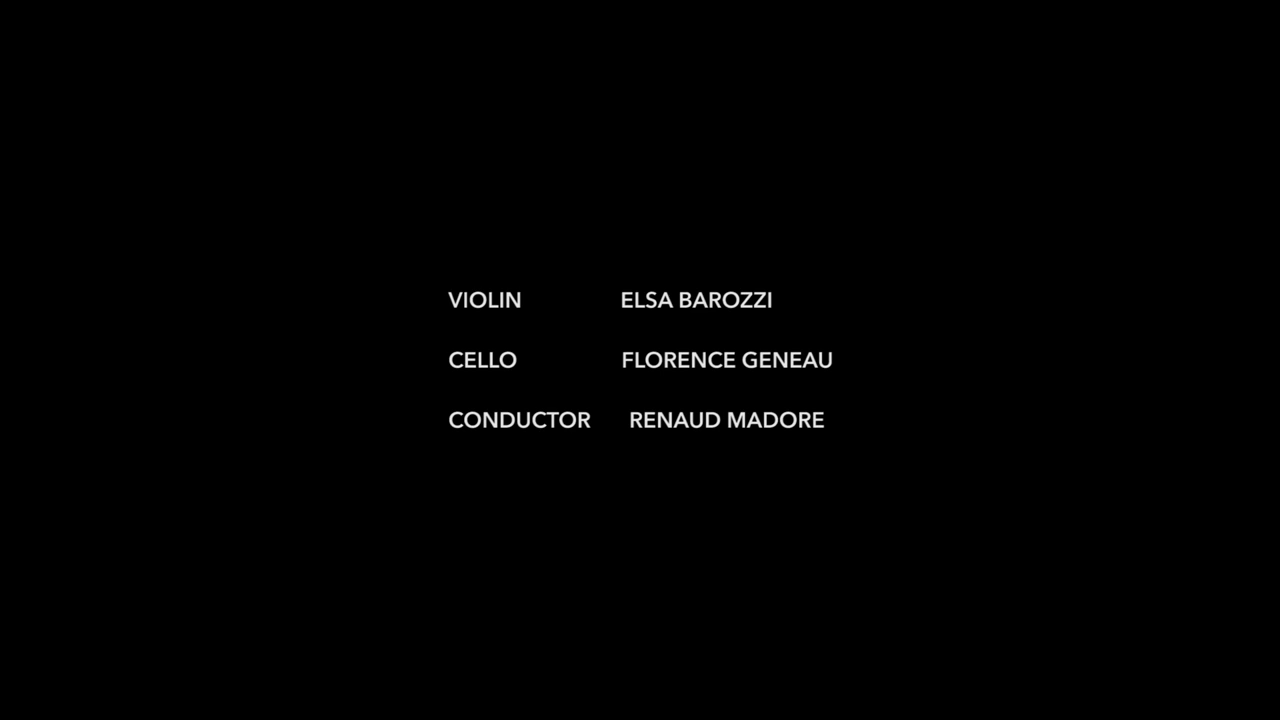 VIOLIN ELSA BAROZZI
CELLO FLORENCE GENEAU
CONDUCTOR RENAUD MADORE